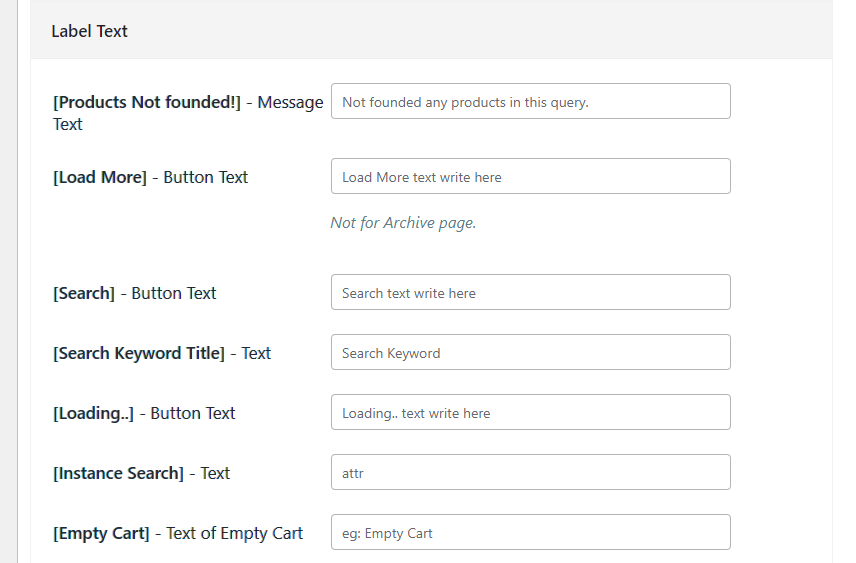 Label Text
[Products Not founded!] - Message
Text
Not founded any products in this query.
[Load More] - Button Text
Load More text write here
Not for Archive page.
[Search] - Button Text
Search text write here
[Search Keyword Title] - Text
Search Keyword
[Loading..] - Button Text
Loading.. text write here
[Instance Search] - Text
attr
[Empty Cart] - Text of Empty Cart
eg: Empty Cart